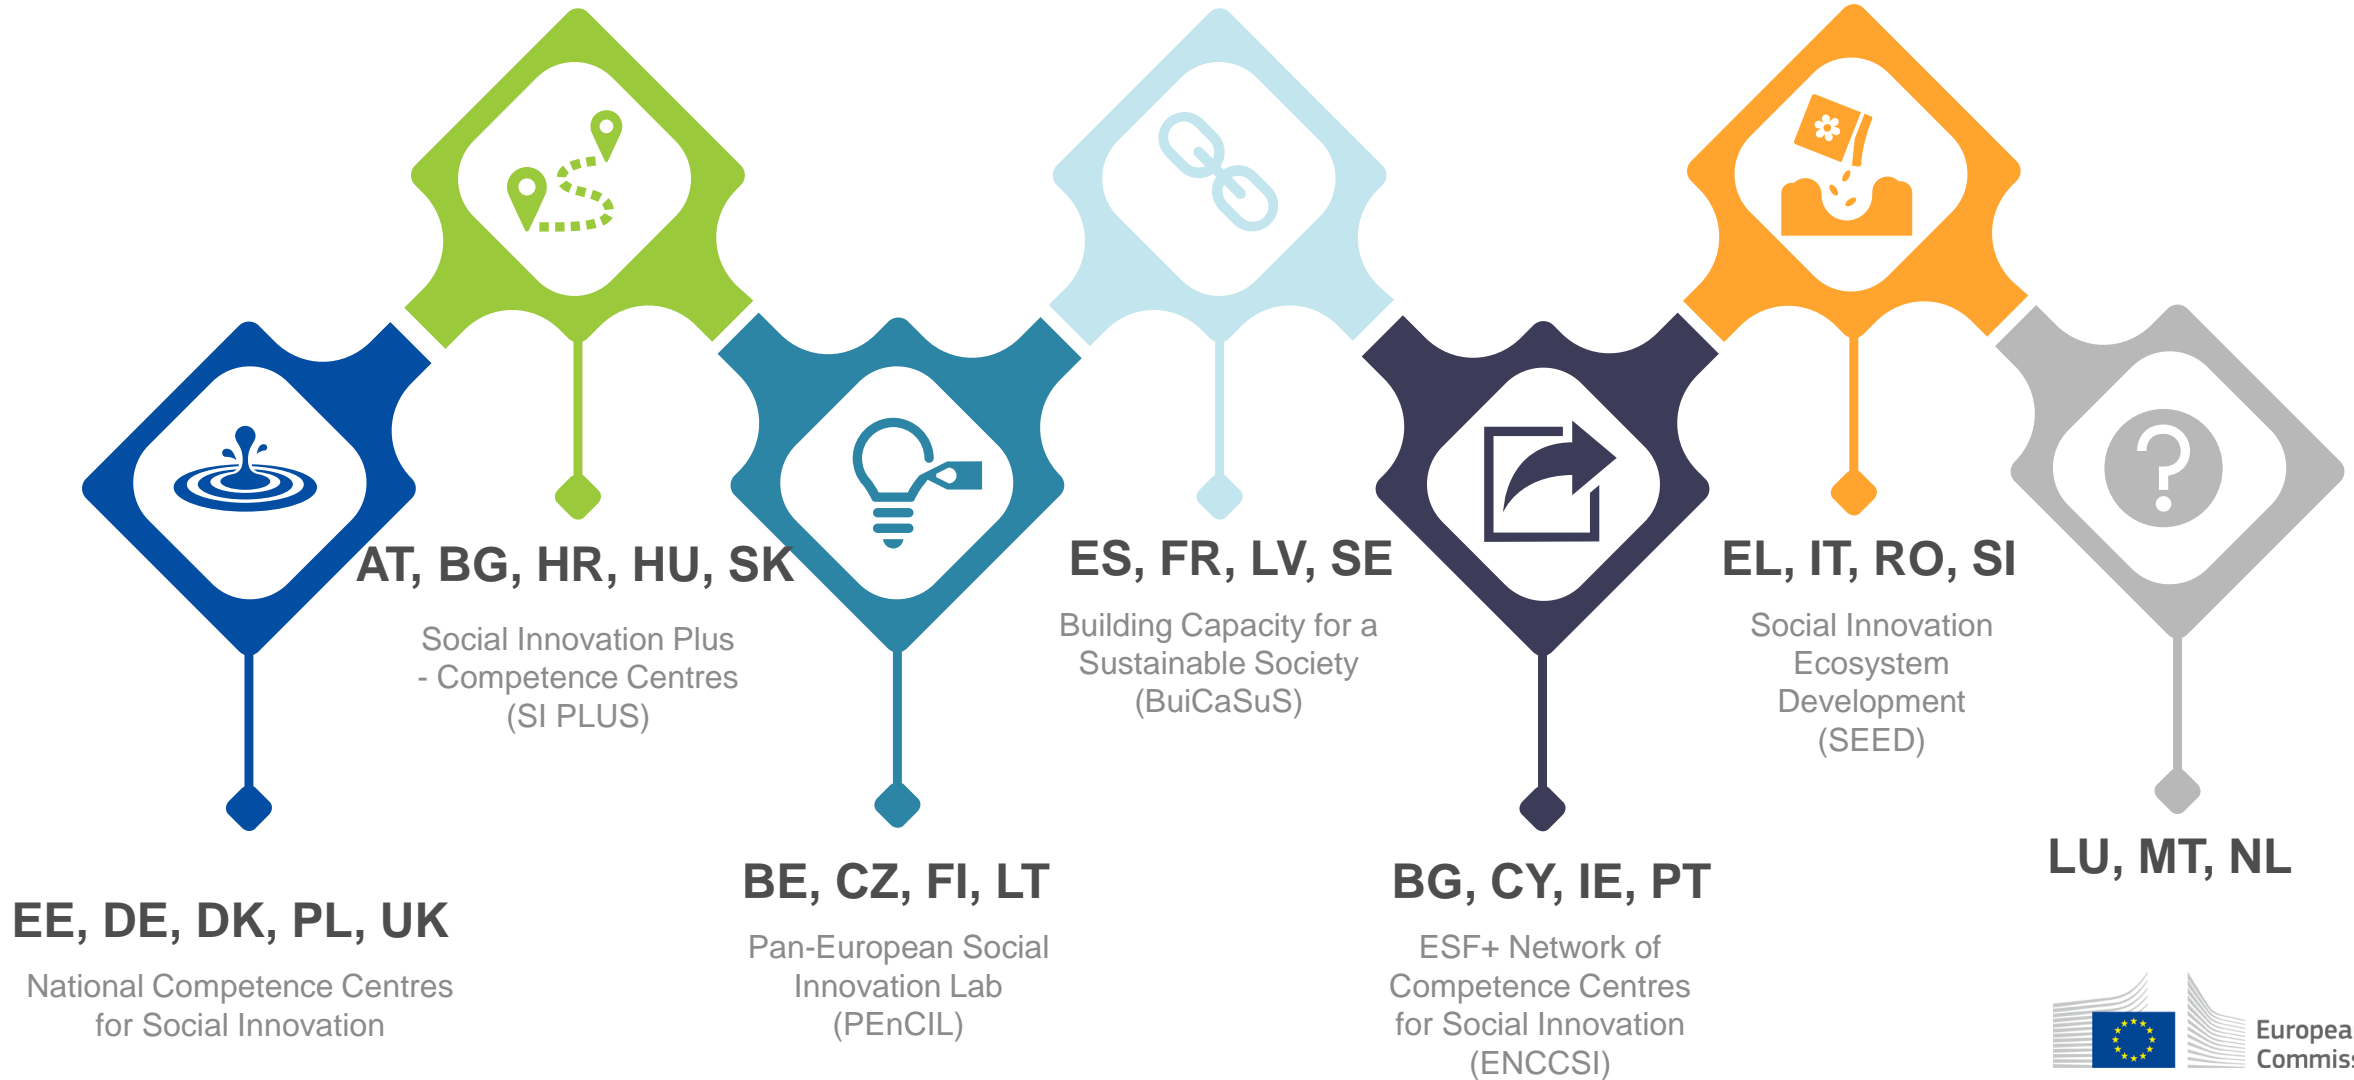 EE, DE, DK, PL, UK
National Competence Centres
for Social Innovation
AT, BG, HR, HU, SK
Social Innovation Plus
- Competence Centres
(SI PLUS)
BE, CZ, FI, LT
Pan-European Social
Innovation Lab
(PEnCIL)
ES, FR, LV, SE
Building Capacity for a
Sustainable Society
(BuiCaSuS)
BG, CY, IE, PT
ESF+ Network of
Competence Centres
for Social Innovation
(ENCCSI)
EL, IT, RO, SI
Social Innovation
Ecosystem
Development
(SEED)
LU, MT, NL
?
Europea
Commiss